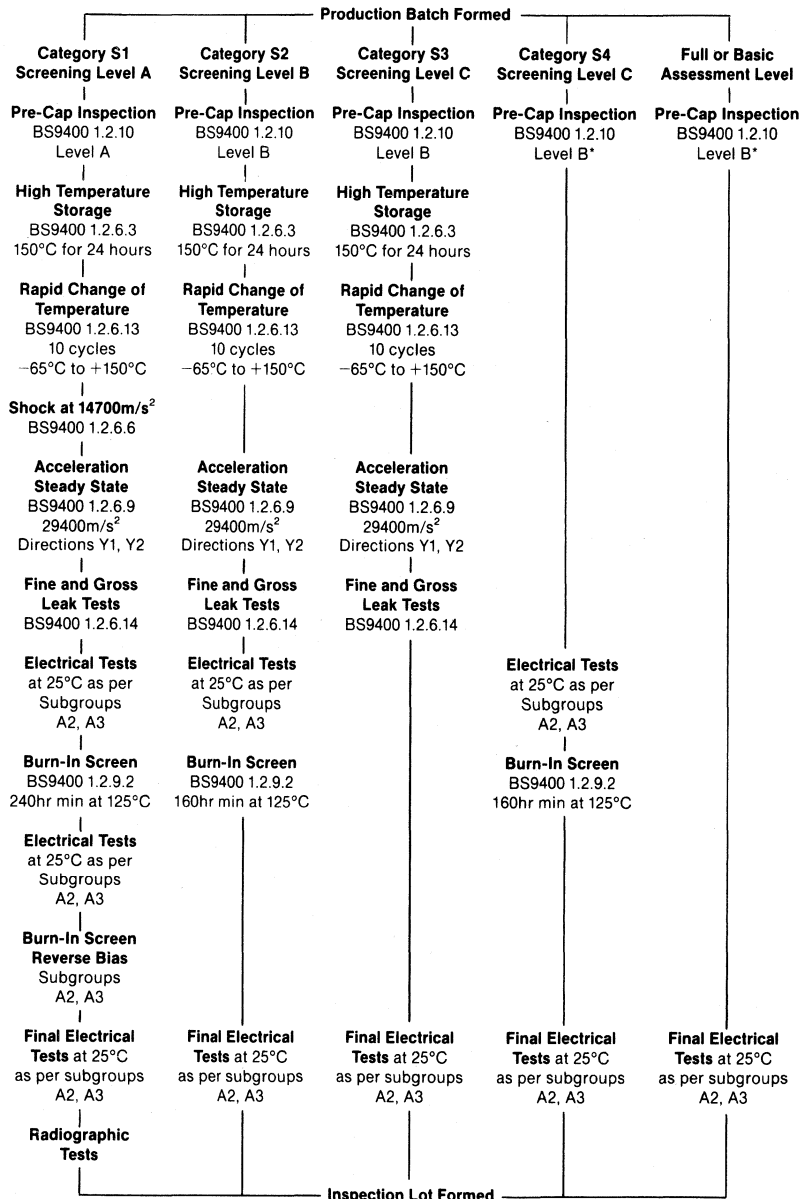 Production Batch Formed
Category S1
Screening Level A
Pre-Cap Inspection
BS9400 1.2.10
Level A
High Temperature
Storage
BS9400 1.2.6.3
150°C for 24 hours
Rapid Change of
Temperature
BS9400 1.2.6.13
10 cycles
−65°C to +150°C
Shock at 14700m/s²
BS9400 1.2.6.6
Acceleration
Steady State
BS9400 1.2.6.9
29400m/s²
Directions Y1, Y2
Fine and Gross
Leak Tests
BS9400 1.2.6.14
Electrical Tests
at 25°C as per
Subgroups
A2, A3
Burn-In Screen
BS9400 1.2.9.2
240hr min at 125°C
Electrical Tests
at 25°C as per
Subgroups
A2, A3
Burn-In Screen
Reverse Bias
Subgroups
A2, A3
Final Electrical
Tests at 25°C
as per subgroups
A2, A3
Radiographic
Tests
Category S2
Screening Level B
Pre-Cap Inspection
BS9400 1.2.10
Level B
High Temperature
Storage
BS9400 1.2.6.3
150°C for 24 hours
Rapid Change of
Temperature
BS9400 1.2.6.13
10 cycles
−65°C to +150°C
Acceleration
Steady State
BS9400 1.2.6.9
29400m/s²
Directions Y1, Y2
Fine and Gross
Leak Tests
BS9400 1.2.6.14
Electrical Tests
at 25°C as per
Subgroups
A2, A3
Burn-In Screen
BS9400 1.2.9.2
160hr min at 125°C
Final Electrical
Tests at 25°C
as per subgroups
A2, A3
Category S3
Screening Level C
Pre-Cap Inspection
BS9400 1.2.10
Level B
High Temperature
Storage
BS9400 1.2.6.3
150°C for 24 hours
Rapid Change of
Temperature
BS9400 1.2.6.13
10 cycles
−65°C to +150°C
Acceleration
Steady State
BS9400 1.2.6.9
29400m/s²
Directions Y1, Y2
Fine and Gross
Leak Tests
BS9400 1.2.6.14
Final Electrical
Tests at 25°C
as per subgroups
A2, A3
Category S4
Screening Level C
Pre-Cap Inspection
BS9400 1.2.10
Level B*
Electrical Tests
at 25°C as per
Subgroups
A2, A3
Burn-In Screen
BS9400 1.2.9.2
160hr min at 125°C
Final Electrical
Tests at 25°C
as per subgroups
A2, A3
Full or Basic
Assessment Level
Pre-Cap Inspection
BS9400 1.2.10
Level B*
Final Electrical
Tests at 25°C
as per subgroups
A2, A3
Inspection Lot Formed